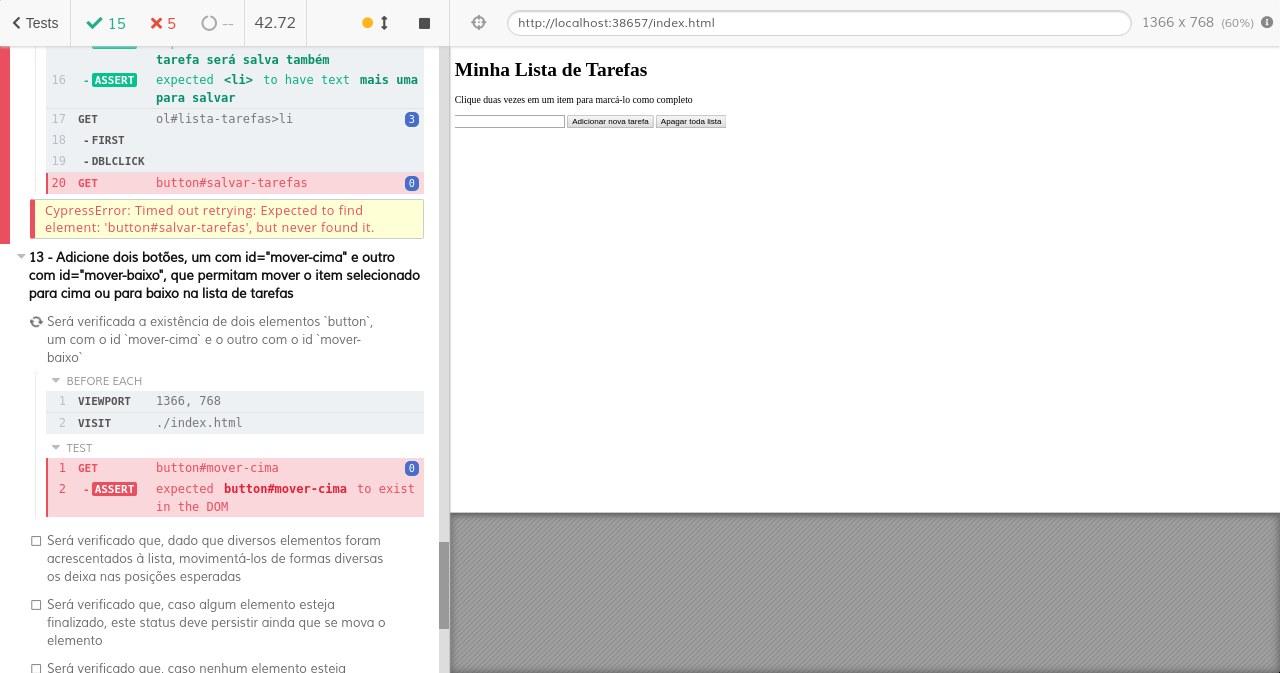 Tests
15
5
--
42.72
http://localhost:38657/index.html
1366 x 768 (60%)
tarefa será salva também
16 - ASSERT expected <li> to have text mais uma
para salvar
17 GET ol#lista-tarefas>li 3
18 - FIRST
19 - DBLCLICK
20 GET button#salvar-tarefas 0
CypressError: Timed out retrying: Expected to find
element: 'button#salvar-tarefas', but never found it.
13 - Adicione dois botões, um com id="mover-cima" e outro
com id="mover-baixo", que permitam mover o item selecionado
para cima ou para baixo na lista de tarefas
Será verificada a existência de dois elementos `button`,
um com o id `mover-cima` e o outro com o id `mover-
baixo`
BEFORE EACH
1 VIEWPORT 1366, 768
2 VISIT ./index.html
TEST
1 GET button#mover-cima 0
2 - ASSERT expected button#mover-cima to exist
in the DOM
Será verificado que, dado que diversos elementos foram
acrescentados à lista, movimentá-los de formas diversas
os deixa nas posições esperadas
Será verificado que, caso algum elemento esteja
finalizado, este status deve persistir ainda que se mova o
elemento
Será verificado que, caso nenhum elemento esteja
Minha Lista de Tarefas
Clique duas vezes em um item para marcá-lo como completo
Adicionar nova tarefa
Apagar toda lista